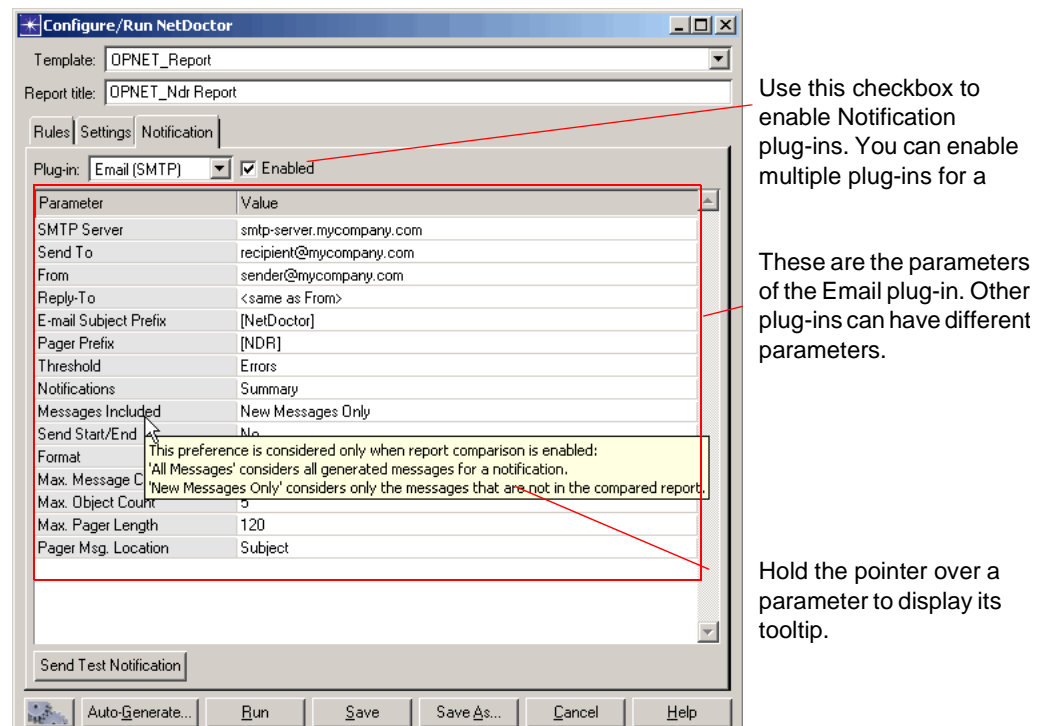 Configure/Run NetDoctor
Template: OPNET_Report
Report title: OPNET_Ndr Report
Rules Settings Notification
Plug-in: Email (SMTP) Enabled
Parameter Value
SMTP Server smtp-server.mycompany.com
Send To recipient@mycompany.com
From sender@mycompany.com
Reply-To <same as From>
E-mail Subject Prefix [NetDoctor]
Pager Prefix [NDR]
Threshold Errors
Notifications Summary
Messages Included New Messages Only
Send Start/End No
Format
This preference is considered only when report comparison is enabled:
'All Messages' considers all generated messages for a notification.
'New Messages Only' considers only the messages that are not in the compared report.
Max. Message C
Max. Object Count 5
Max. Pager Length 120
Pager Msg. Location Subject
Send Test Notification
Auto-Generate... Run Save Save As... Cancel Help
Use this checkbox to
enable Notification
plug-ins. You can enable
multiple plug-ins for a
These are the parameters
of the Email plug-in. Other
plug-ins can have different
parameters.
Hold the pointer over a
parameter to display its
tooltip.